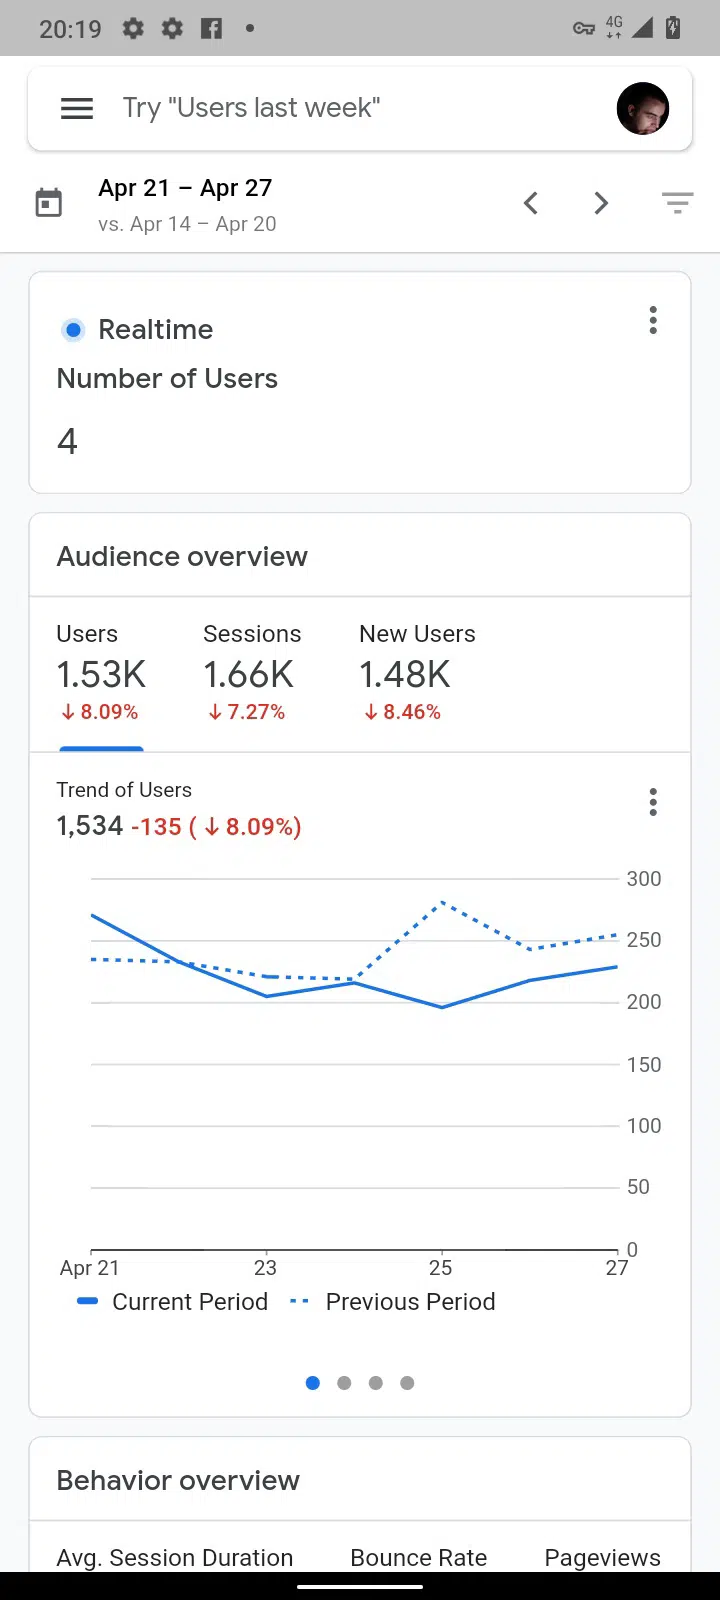 20:19
4G
Try "Users last week"
Apr 21 – Apr 27
vs. Apr 14 – Apr 20
Realtime
Number of Users
4
Audience overview
Users Sessions New Users
1.53K 1.66K 1.48K
↓ 8.09% ↓ 7.27% ↓ 8.46%
Trend of Users
1,534 -135 ( ↓ 8.09%)
300
250
200
150
100
50
0
Apr 21 23 25 27
Current Period Previous Period
Behavior overview
Avg. Session Duration Bounce Rate Pageviews